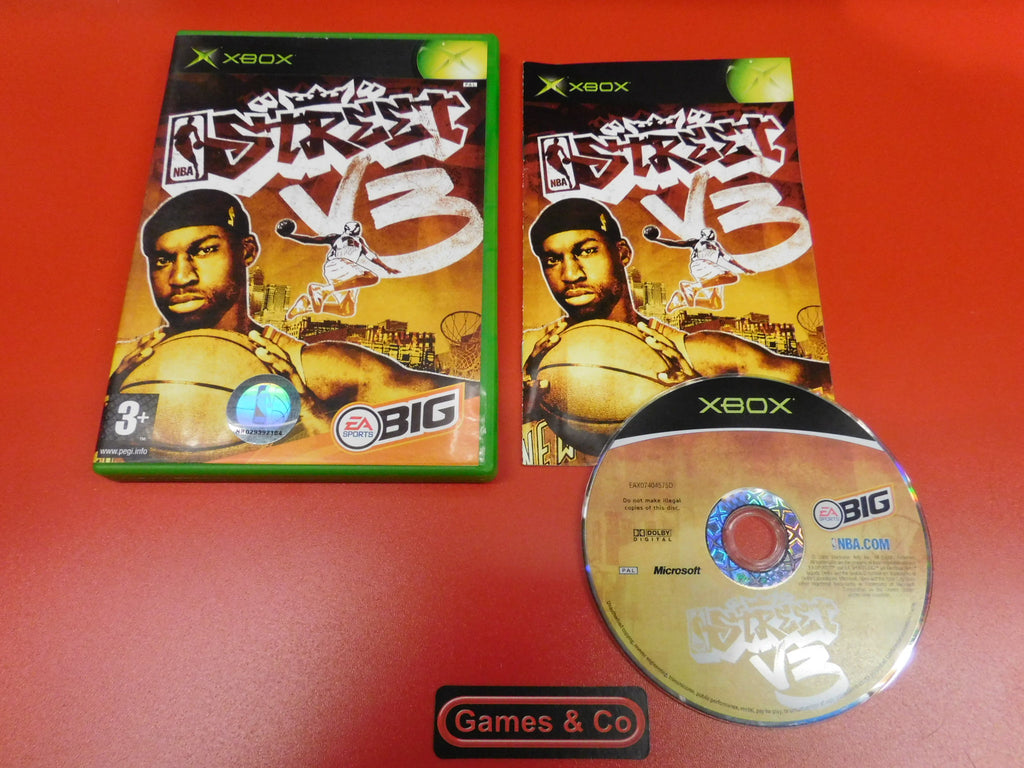 XBOX
PAL
NBA
STREET
V3
3+
TM
www.pegi.info
EA
SPORTS
BIG
XBOX
NBA
STREET
V3
NEW
XBOX
Do not make illegal
copies of this disc.
DOLBY
DIGITAL
EA
SPORTS
BIG
NBA.COM
PAL
Microsoft
STREET
V3
Games & Co